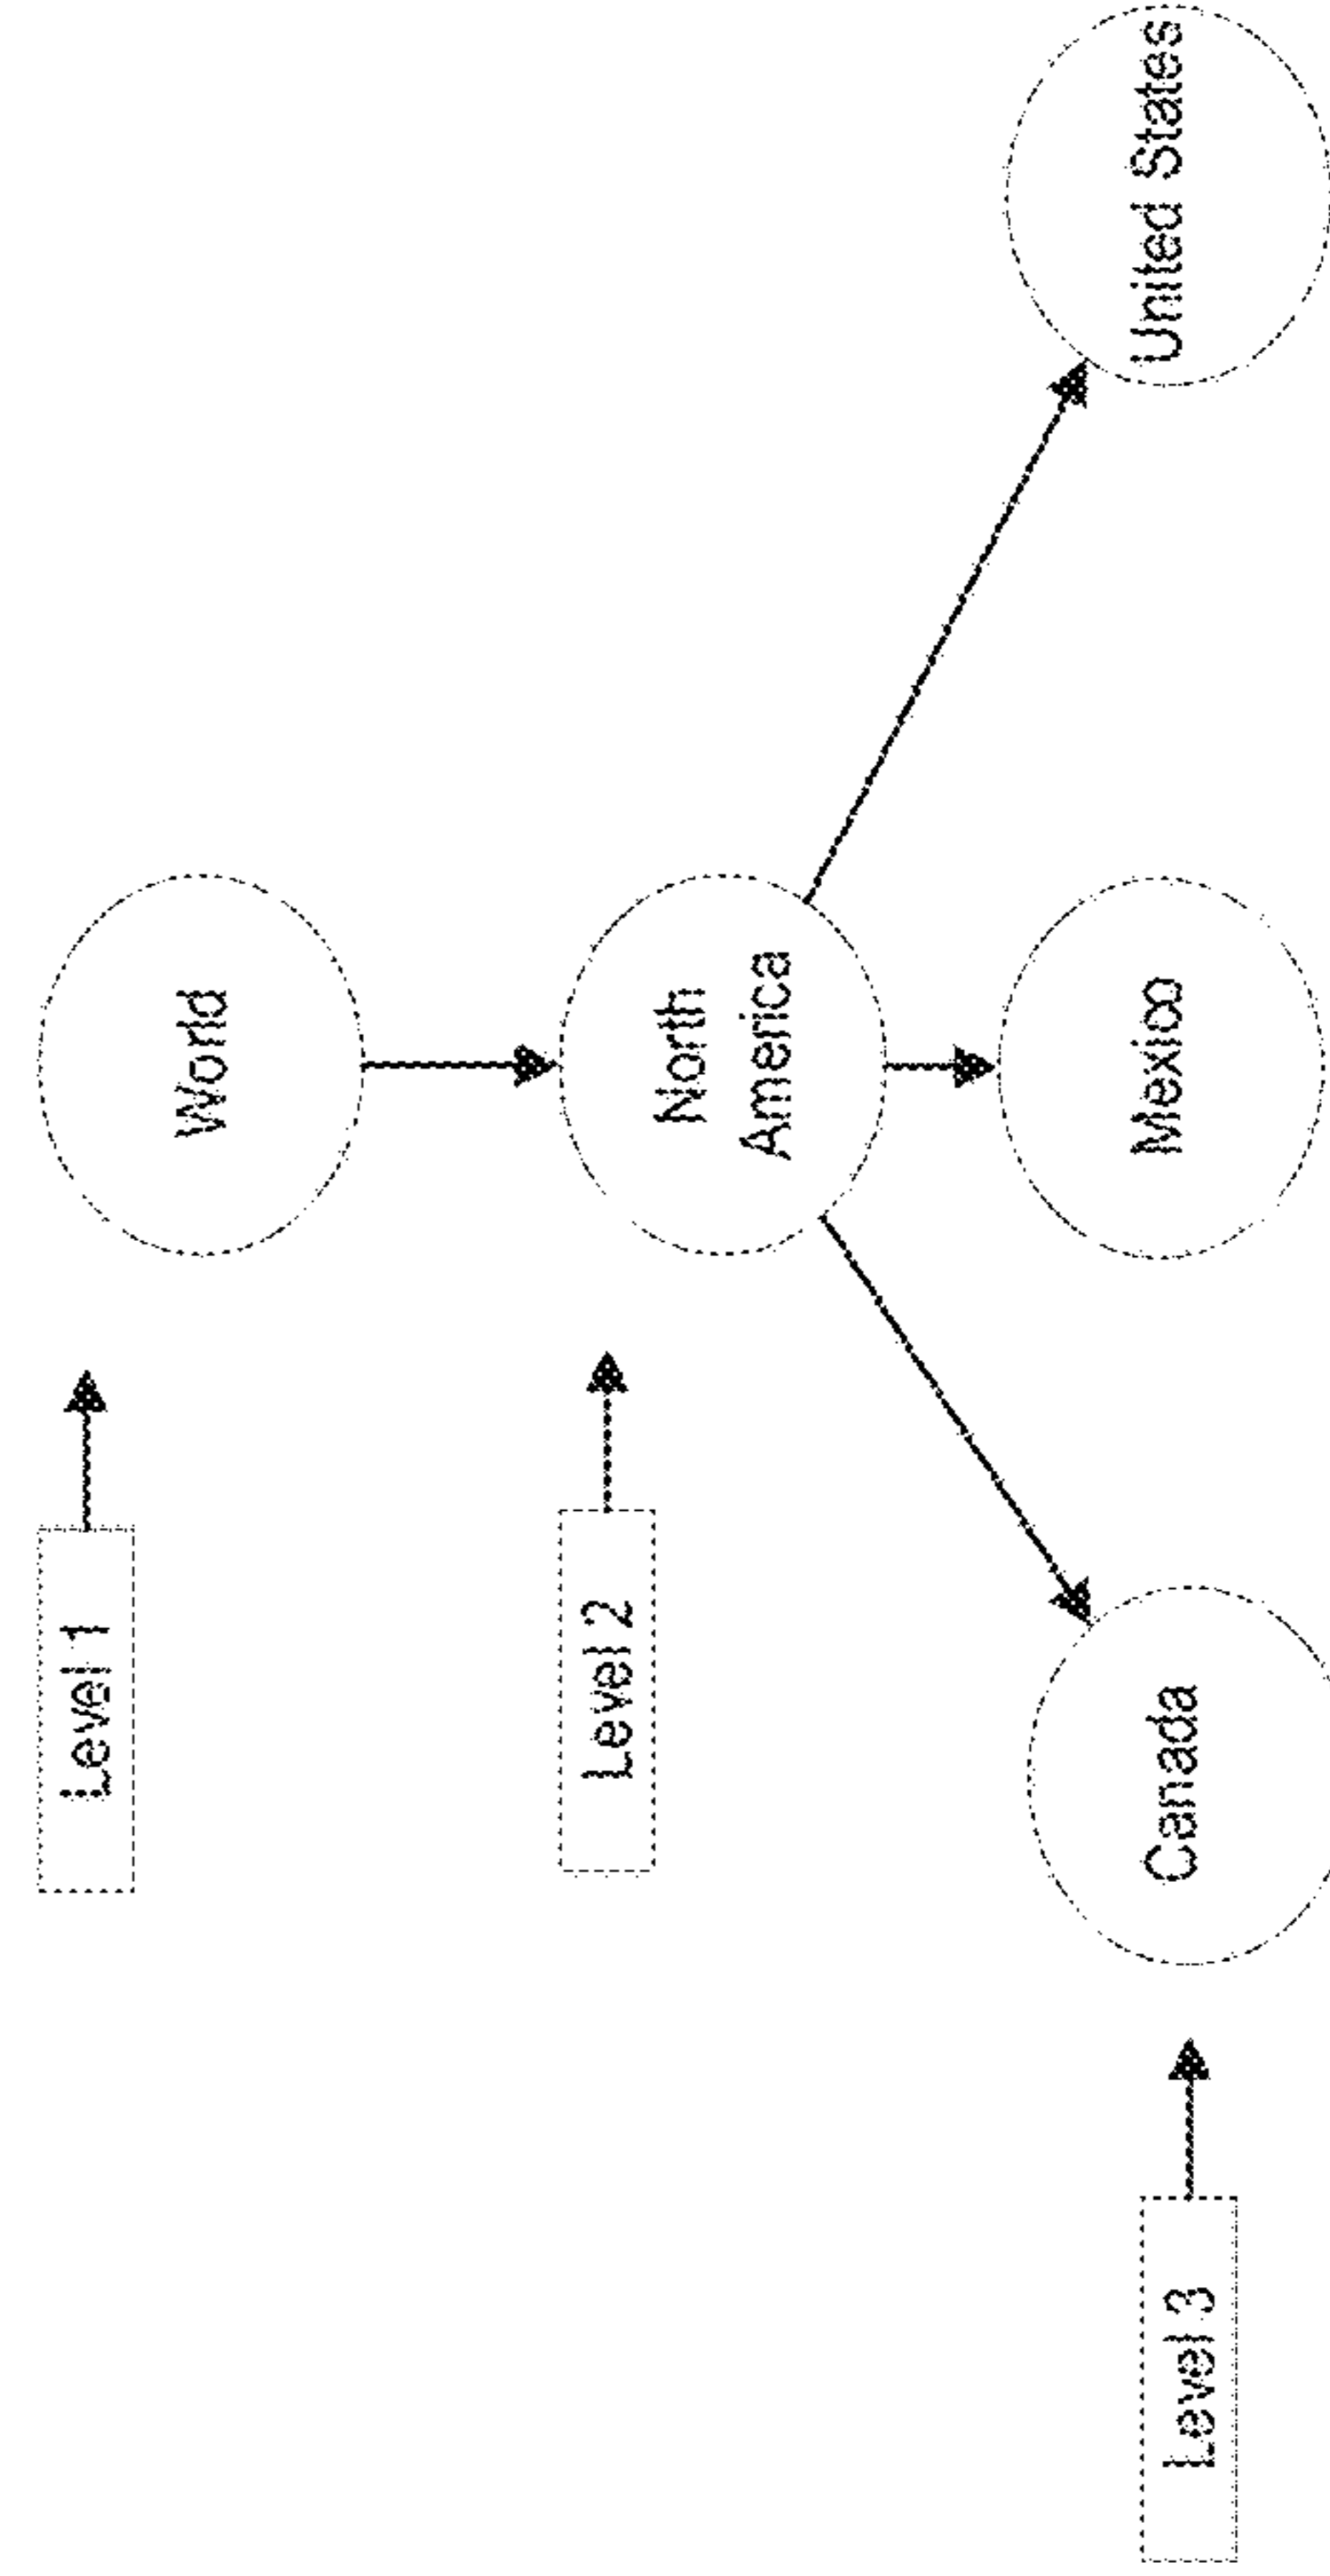 Level 1
World
Level 2
North
America
Level 3
Canada
Mexico
United States